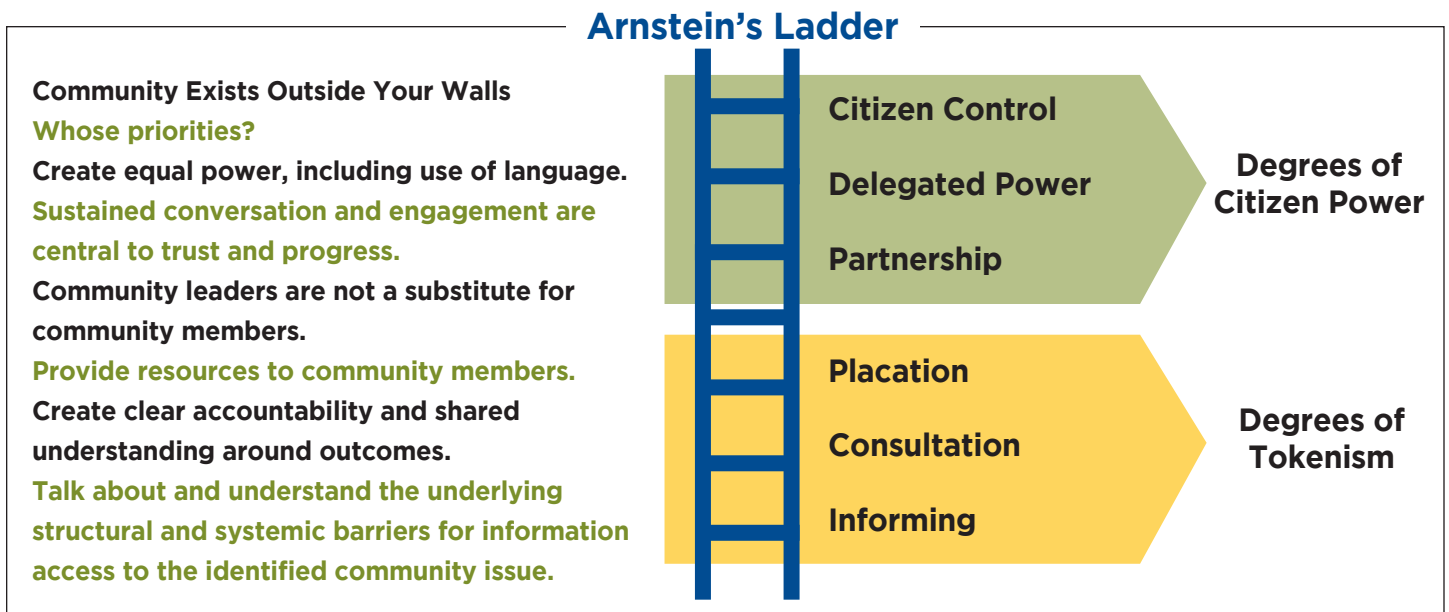 Arnstein's Ladder
Community Exists Outside Your Walls
Whose priorities?
Create equal power, including use of language.
Sustained conversation and engagement are
central to trust and progress.
Community leaders are not a substitute for
community members.
Provide resources to community members.
Create clear accountability and shared
understanding around outcomes.
Talk about and understand the underlying
structural and systemic barriers for information
access to the identified community issue.
Citizen Control
Delegated Power
Partnership
Degrees of
Citizen Power
Placation
Consultation
Informing
Degrees of
Tokenism